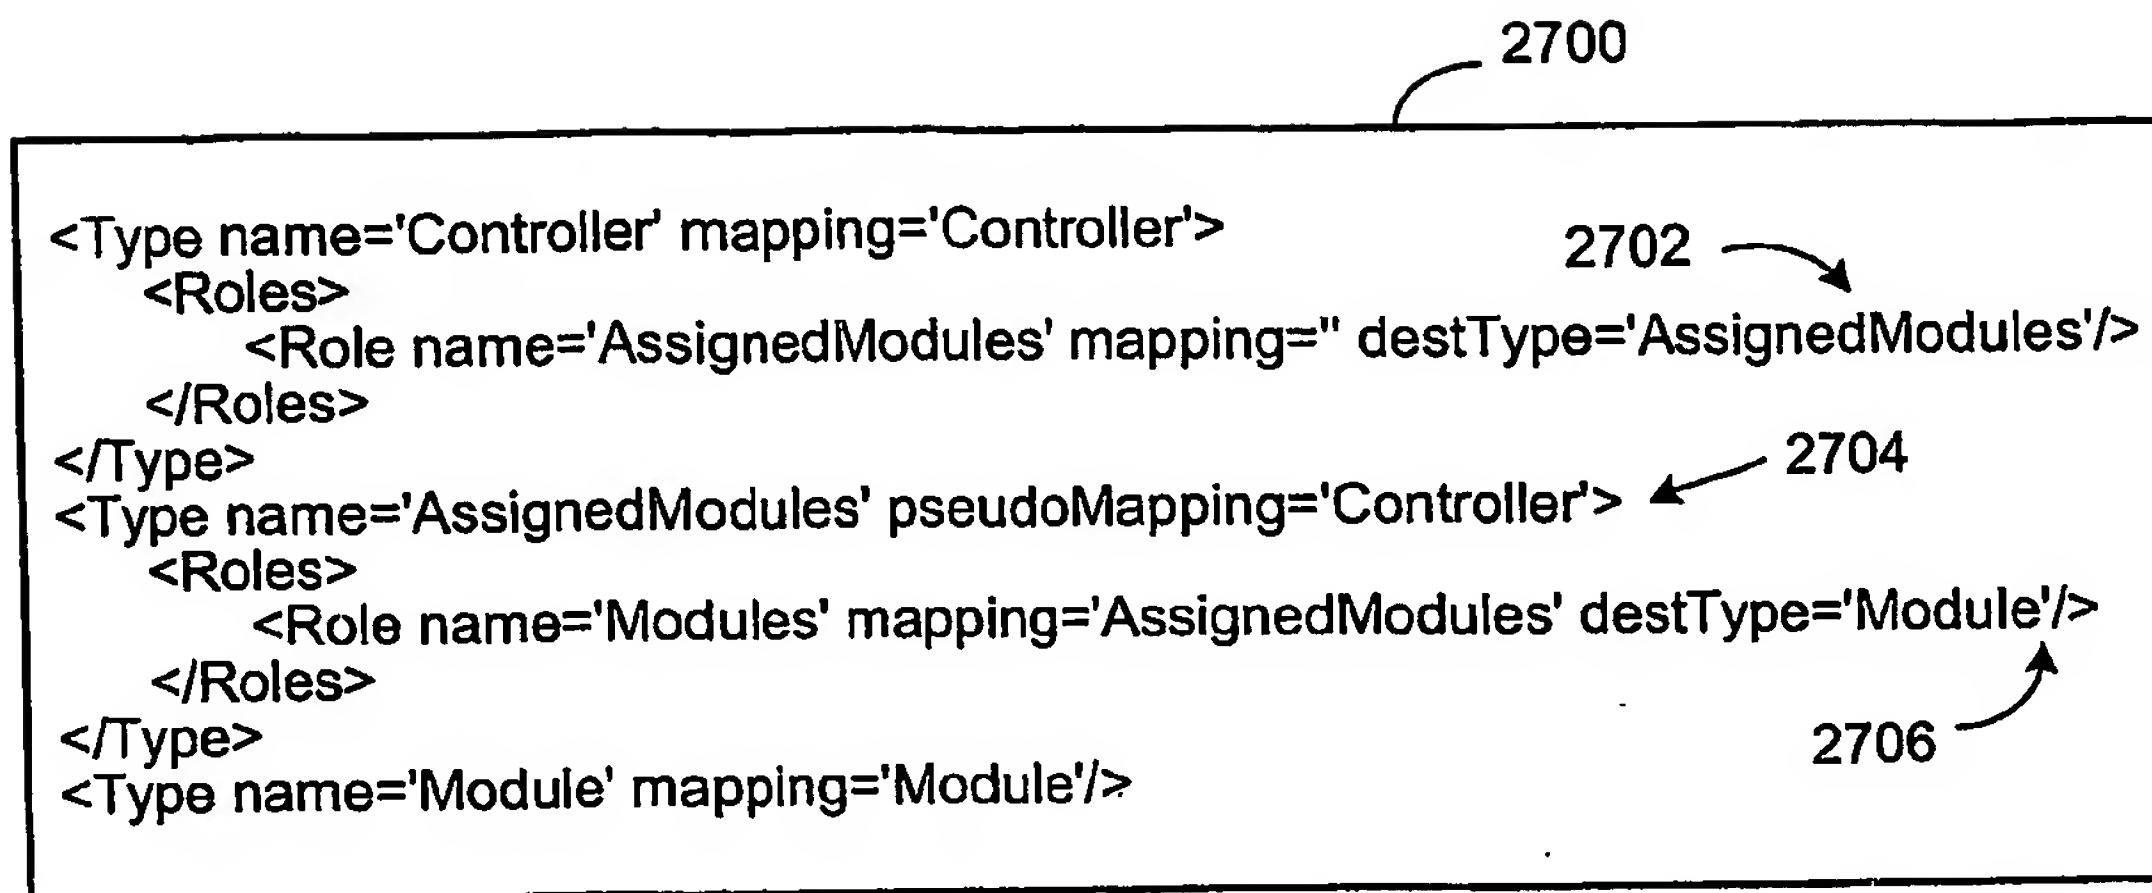 2700
<Type name='Controller' mapping='Controller'>
2702
<Roles>
<Role name='AssignedModules' mapping='' destType='AssignedModules'/>
</Roles>
</Type>
2704
<Type name='AssignedModules' pseudoMapping='Controller'>
<Roles>
<Role name='Modules' mapping='AssignedModules' destType='Module'/>
</Roles>
</Type>
2706
<Type name='Module' mapping='Module'/>